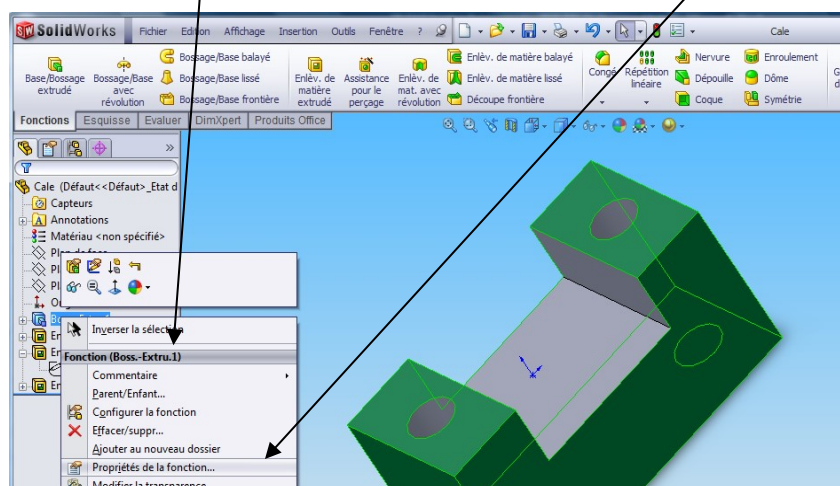 SolidWorks Fichier Edition Affichage Insertion Outils Fenêtre ? Cale
Base/Bossage extrudé
Bossage/Base avec révolution
Bossage/Base balayé
Bossage/Base lissé
Bossage/Base frontière
Enlèv. de matière extrudé
Assistance pour le perçage
Enlèv. de mat. avec révolution
Enlèv. de matière balayé
Enlèv. de matière lissé
Découpe frontière
Congé
Répétition linéaire
Nervure
Dépouille
Coque
Enroulement
Dôme
Symétrie
Fonctions Esquisse Evaluer DimXpert Produits Office
Cale (Défaut<<Défaut>_Etat d
Capteurs
Annotations
Matériau <non spécifié>
Inverser la sélection
Fonction (Boss.-Extru.1)
Commentaire
Parent/Enfant...
Configurer la fonction
Effacer/suppr...
Ajouter au nouveau dossier
Propriétés de la fonction...
Modifier la transparence